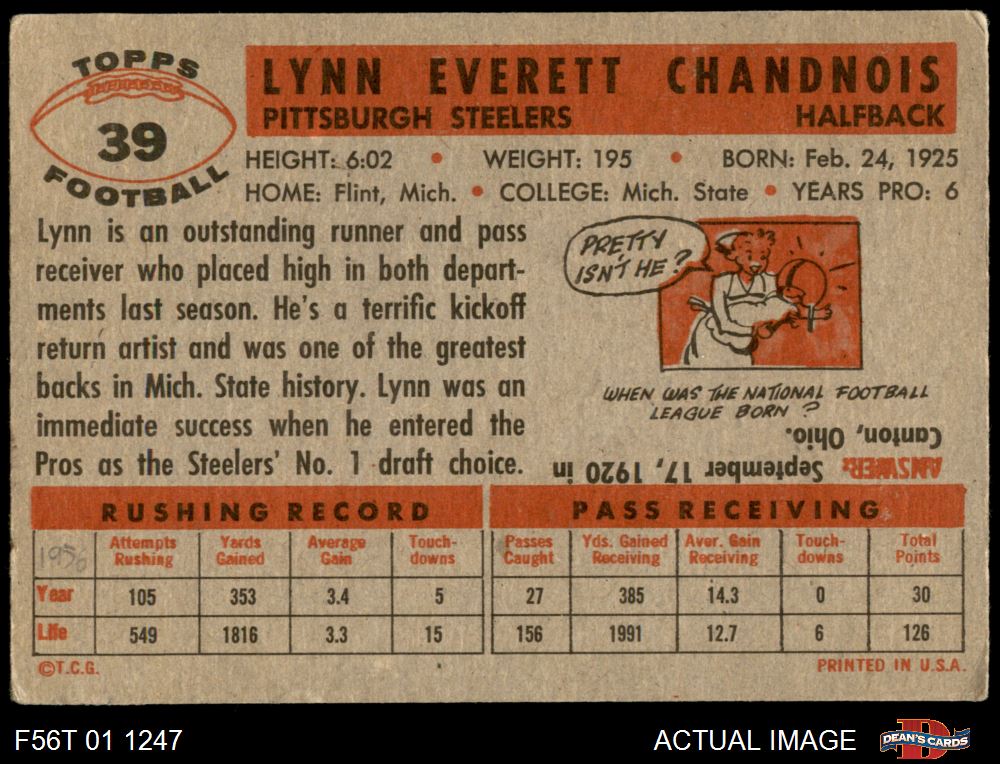 TOPPS
39
FOOTBALL
LYNN EVERETT CHANDNOIS
PITTSBURGH STEELERS HALFBACK
HEIGHT: 6:02 • WEIGHT: 195 • BORN: Feb. 24, 1925
HOME: Flint, Mich. • COLLEGE: Mich. State • YEARS PRO: 6
Lynn is an outstanding runner and pass
receiver who placed high in both depart-
ments last season. He's a terrific kickoff
return artist and was one of the greatest
backs in Mich. State history. Lynn was an
immediate success when he entered the
Pros as the Steelers' No. 1 draft choice.
PRETTY
ISN'T HE?
WHEN WAS THE NATIONAL FOOTBALL
LEAGUE BORN?
ANSWER: September 17, 1920 in
Canton, Ohio.
RUSHING RECORD
1956 Attempts Rushing Yards Gained Average Gain Touch-downs
Year 105 353 3.4 5
Life 549 1816 3.3 15
PASS RECEIVING
Passes Caught Yds. Gained Receiving Aver. Gain Receiving Touch-downs Total Points
27 385 14.3 0 30
156 1991 12.7 6 126
©T.C.G. PRINTED IN U.S.A.
F56T 01 1247 ACTUAL IMAGE DEAN'S CARDS